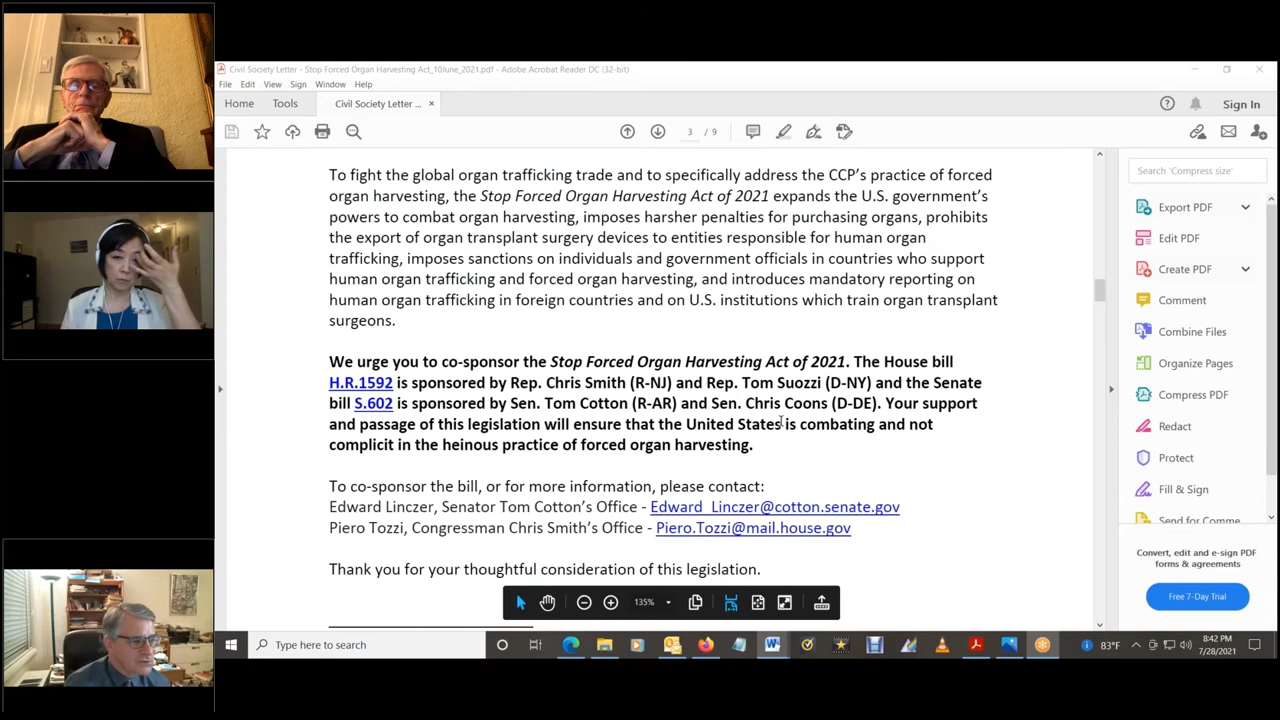 Civil Society Letter - Stop Forced Organ Harvesting Act_10June_2021.pdf - Adobe Acrobat Reader DC (32-bit)
File Edit View Sign Window Help
Home Tools Civil Society Letter ... × Sign In
3 / 9
To fight the global organ trafficking trade and to specifically address the CCP's practice of forced
organ harvesting, the Stop Forced Organ Harvesting Act of 2021 expands the U.S. government's
powers to combat organ harvesting, imposes harsher penalties for purchasing organs, prohibits
the export of organ transplant surgery devices to entities responsible for human organ
trafficking, imposes sanctions on individuals and government officials in countries who support
human organ trafficking and forced organ harvesting, and introduces mandatory reporting on
human organ trafficking in foreign countries and on U.S. institutions which train organ transplant
surgeons.
We urge you to co-sponsor the Stop Forced Organ Harvesting Act of 2021. The House bill
H.R.1592 is sponsored by Rep. Chris Smith (R-NJ) and Rep. Tom Suozzi (D-NY) and the Senate
bill S.602 is sponsored by Sen. Tom Cotton (R-AR) and Sen. Chris Coons (D-DE). Your support
and passage of this legislation will ensure that the United States is combating and not
complicit in the heinous practice of forced organ harvesting.
To co-sponsor the bill, or for more information, please contact:
Edward Linczer, Senator Tom Cotton's Office - Edward_Linczer@cotton.senate.gov
Piero Tozzi, Congressman Chris Smith's Office - Piero.Tozzi@mail.house.gov
Thank you for your thoughtful consideration of this legislation.
135%
Search 'Compress size'
Export PDF
Edit PDF
Create PDF
Comment
Combine Files
Organize Pages
Compress PDF
Redact
Protect
Fill & Sign
Send for Comme
Convert, edit and e-sign PDF
forms & agreements
Free 7-Day Trial
Type here to search
83°F
8:42 PM
7/28/2021